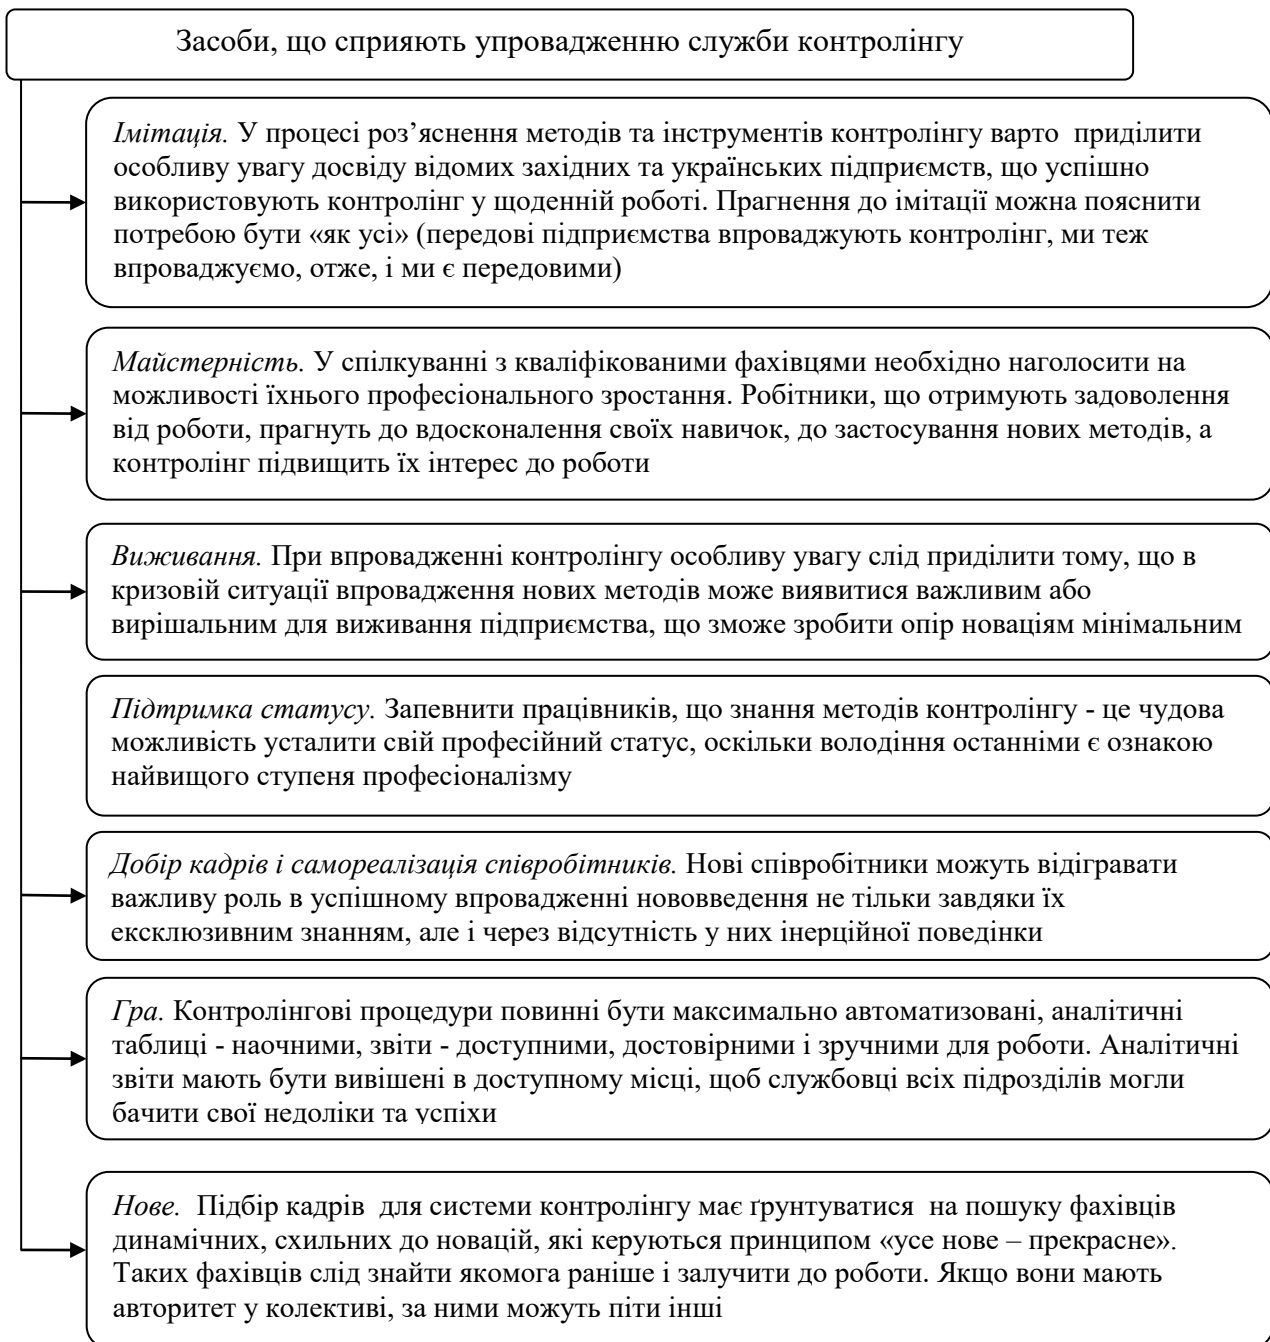 Засоби, що сприяють упровадженню служби контролінгу
Імітація. У процесі роз’яснення методів та інструментів контролінгу варто приділити
особливу увагу досвіду відомих західних та українських підприємств, що успішно
використовують контролінг у щоденній роботі. Прагнення до імітації можна пояснити
потребою бути «як усі» (передові підприємства впроваджують контролінг, ми теж
впроваджуємо, отже, і ми є передовими)
Майстерність. У спілкуванні з кваліфікованими фахівцями необхідно наголосити на
можливості їхнього професіонального зростання. Робітники, що отримують задоволення
від роботи, прагнуть до вдосконалення своїх навичок, до застосування нових методів, а
контролінг підвищить їх інтерес до роботи
Виживання. При впровадженні контролінгу особливу увагу слід приділити тому, що в
кризовій ситуації впровадження нових методів може виявитися важливим або
вирішальним для виживання підприємства, що зможе зробити опір новаціям мінімальним
Підтримка статусу. Запевнити працівників, що знання методів контролінгу - це чудова
можливість усталити свій професійний статус, оскільки володіння останніми є ознакою
найвищого ступеня професіоналізму
Добір кадрів і самореалізація співробітників. Нові співробітники можуть відігравати
важливу роль в успішному впровадженні нововведення не тільки завдяки їх
ексклюзивним знанням, але і через відсутність у них інерційної поведінки
Гра. Контролінгові процедури повинні бути максимально автоматизовані, аналітичні
таблиці - наочними, звіти - доступними, достовірними і зручними для роботи. Аналітичні
звіти мають бути вивішені в доступному місці, щоб службовці всіх підрозділів могли
бачити свої недоліки та успіхи
Нове. Підбір кадрів для системи контролінгу має ґрунтуватися на пошуку фахівців
динамічних, схильних до новацій, які керуються принципом «усе нове – прекрасне».
Таких фахівців слід знайти якомога раніше і залучити до роботи. Якщо вони мають
авторитет у колективі, за ними можуть піти інші